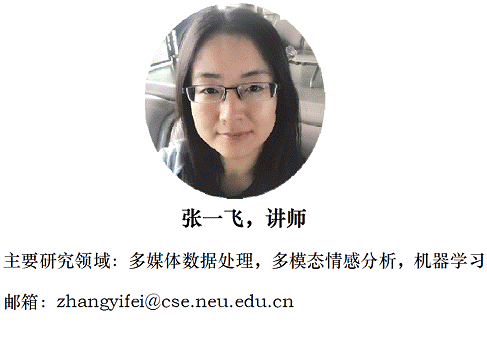 张一飞，讲师
主要研究领域：多媒体数据处理，多模态情感分析，机器学习
邮箱：zhangyifei@cse.neu.edu.cn